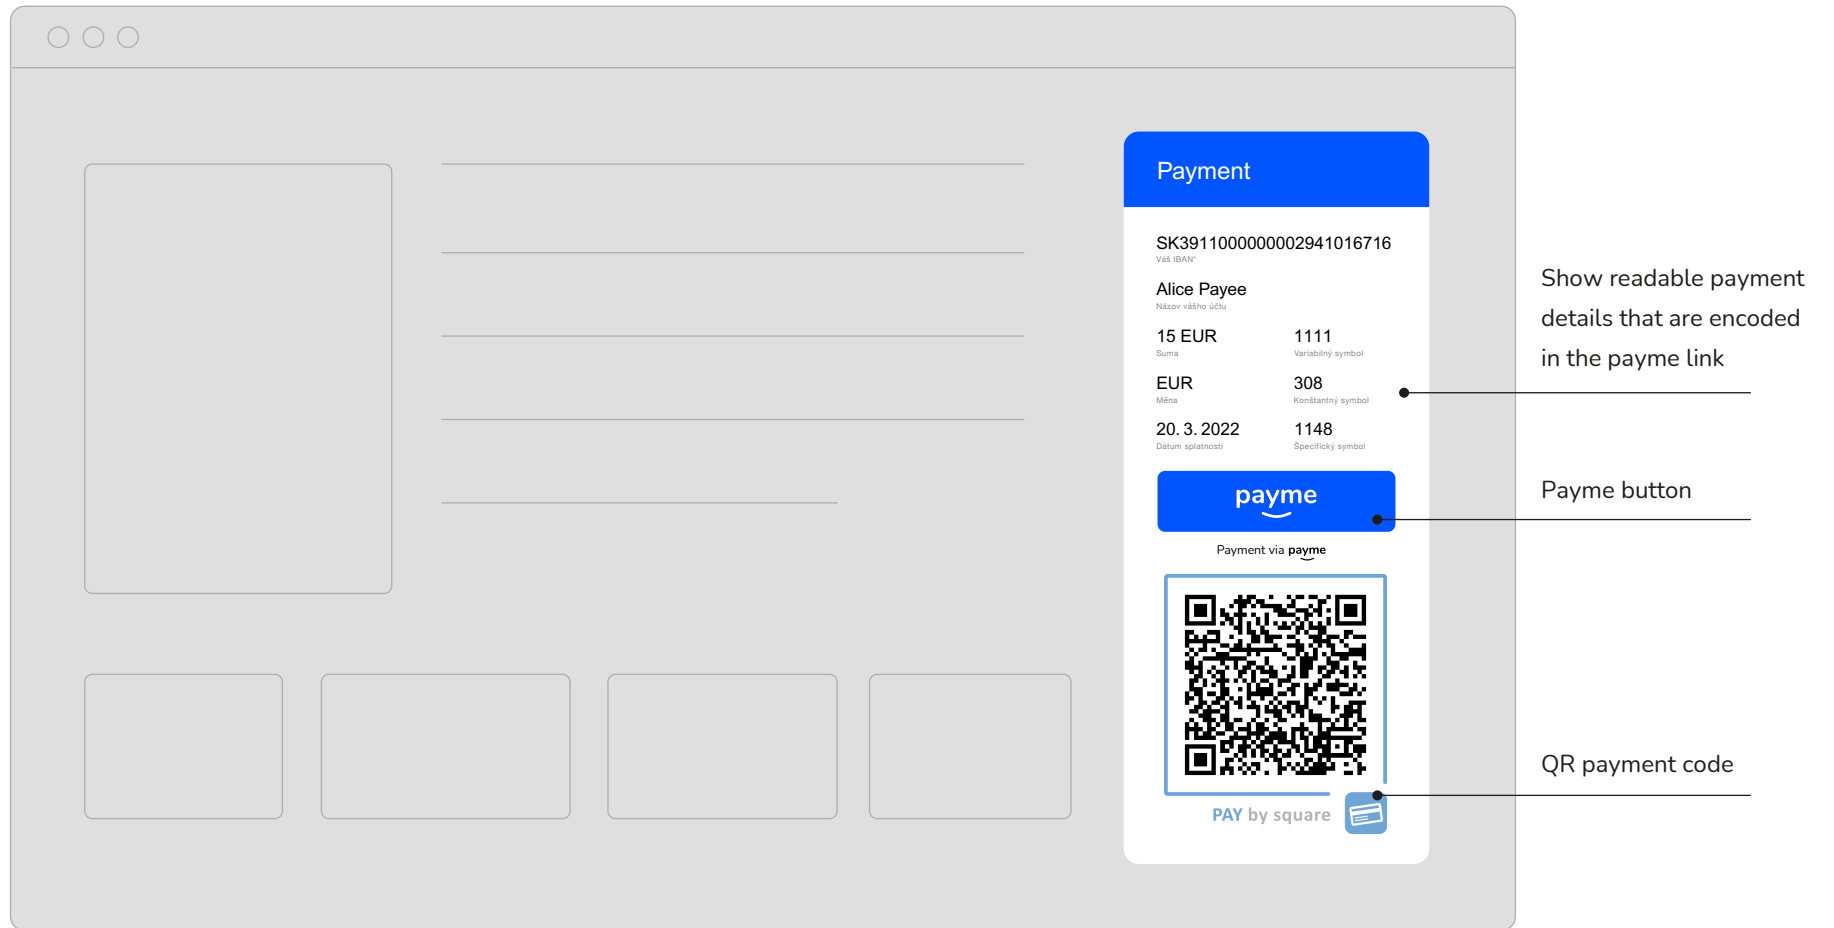 Payment
SK3911000000002941016716
Váš IBAN*
Alice Payee
Názov vášho účtu
15 EUR 1111
Suma Variabilný symbol
EUR 308
Měna Konštantný symbol
20. 3. 2022 1148
Dátum splatnosti Špecifický symbol
payme
Payment via payme
PAY by square
Show readable payment
details that are encoded
in the payme link
Payme button
QR payment code